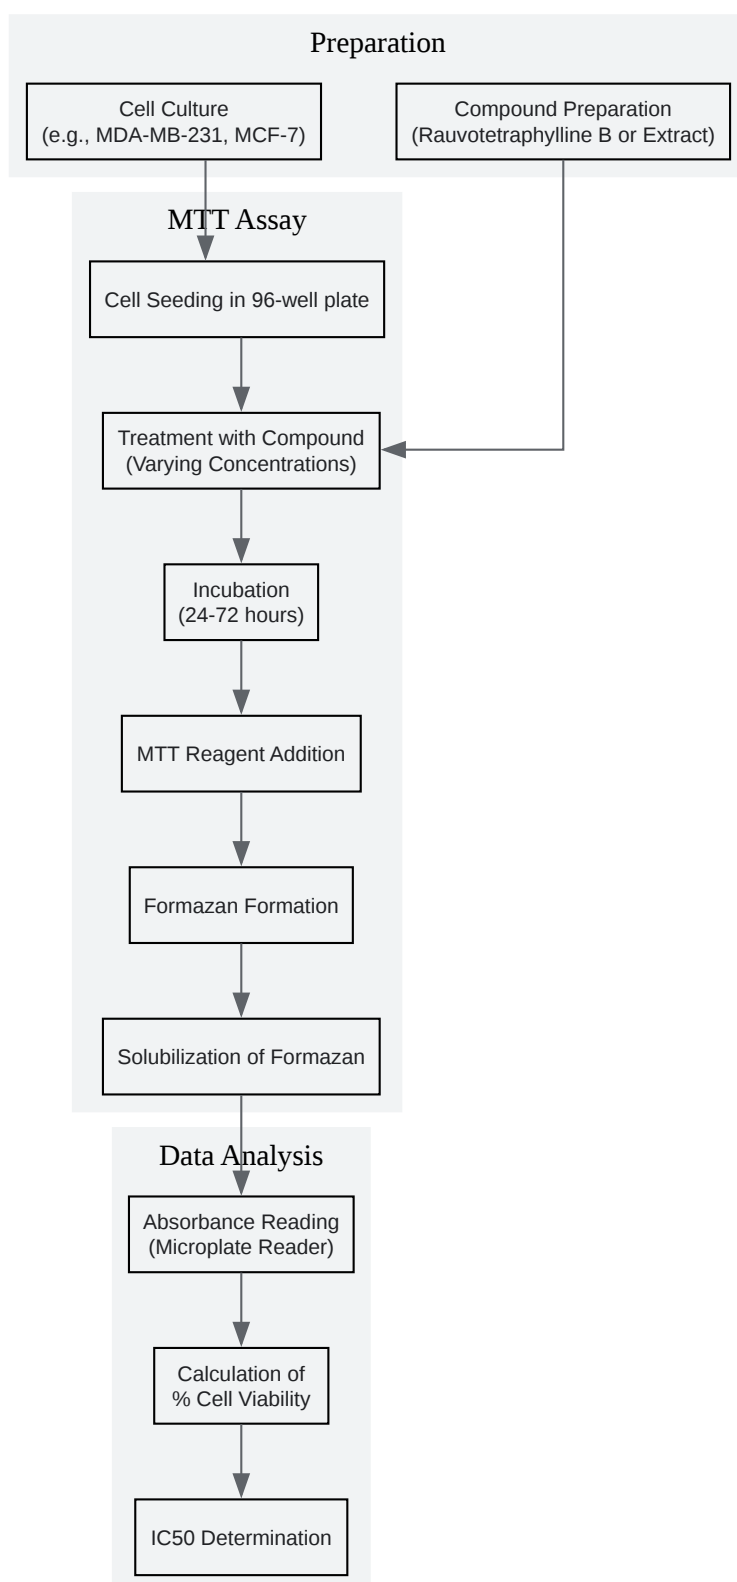 Preparation
Cell Culture
(e.g., MDA-MB-231, MCF-7)
Compound Preparation
(Rauvotetraphylline B or Extract)
MTT Assay
Cell Seeding in 96-well plate
Treatment with Compound
(Varying Concentrations)
Incubation
(24-72 hours)
MTT Reagent Addition
Formazan Formation
Solubilization of Formazan
Data Analysis
Absorbance Reading
(Microplate Reader)
Calculation of
% Cell Viability
IC50 Determination